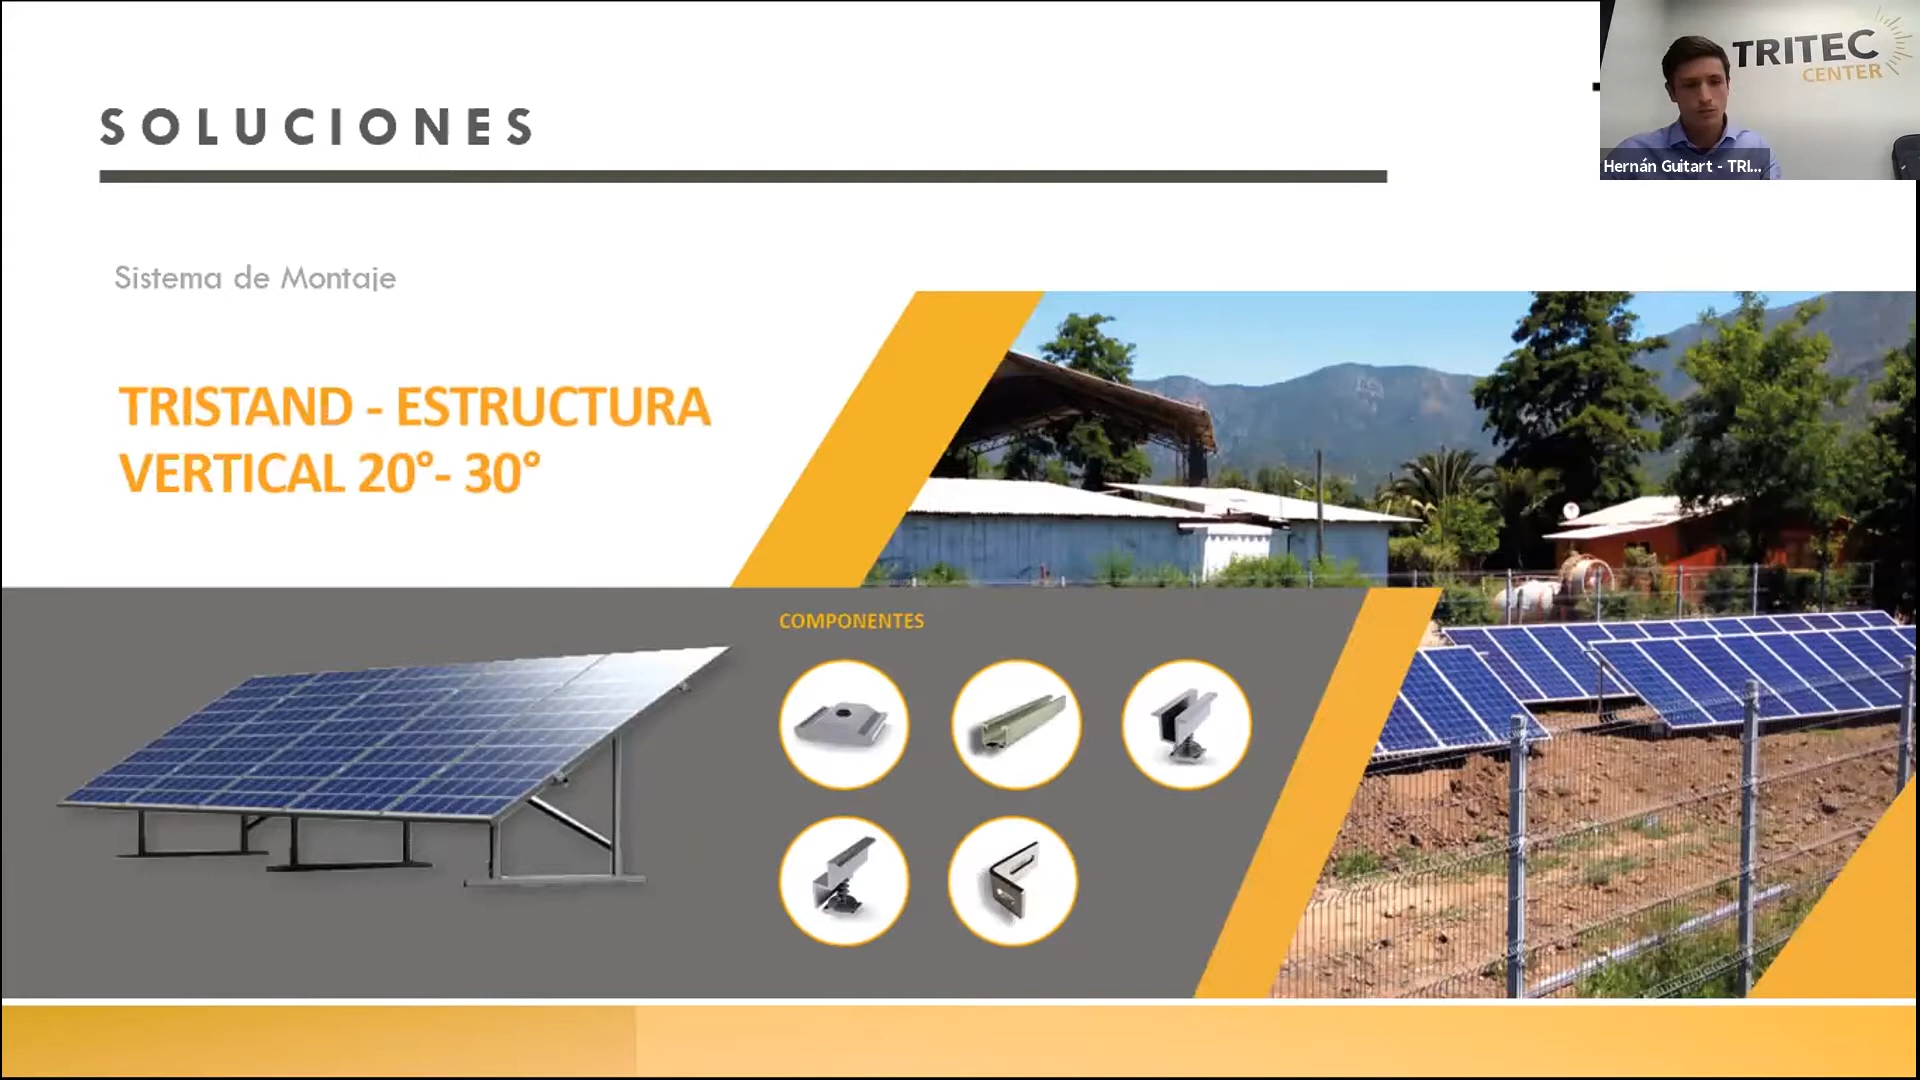 SOLUCIONES
TRITEC
CENTER
Hernán Guitart - TRI...
Sistema de Montaje
TRISTAND - ESTRUCTURA
VERTICAL 20°- 30°
COMPONENTES